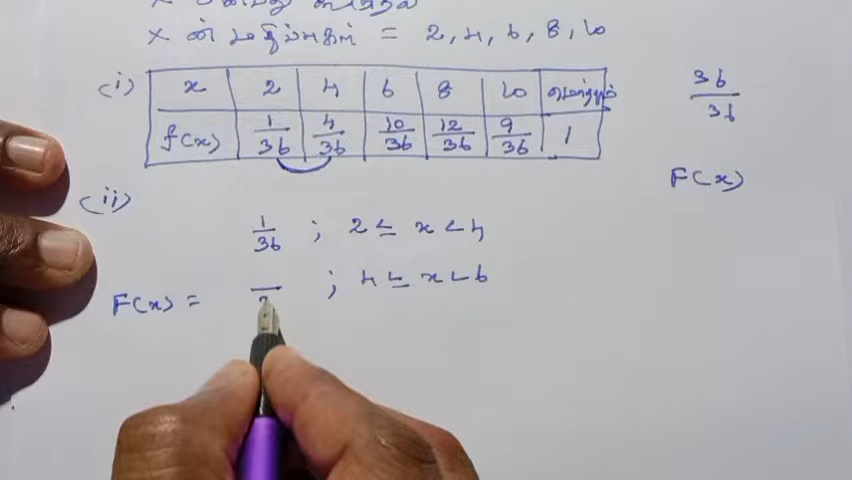 X ன் மதிப்புகள் = 2, 4, 6, 8, 10
(i) x 2 4 6 8 10 மொத்தம்
f(x) 1/36 4/36 10/36 12/36 9/36 1
36/36
F(x)
(ii)
1/36 ; 2 ≤ x < 4
F(x) = ; 4 ≤ x < 6